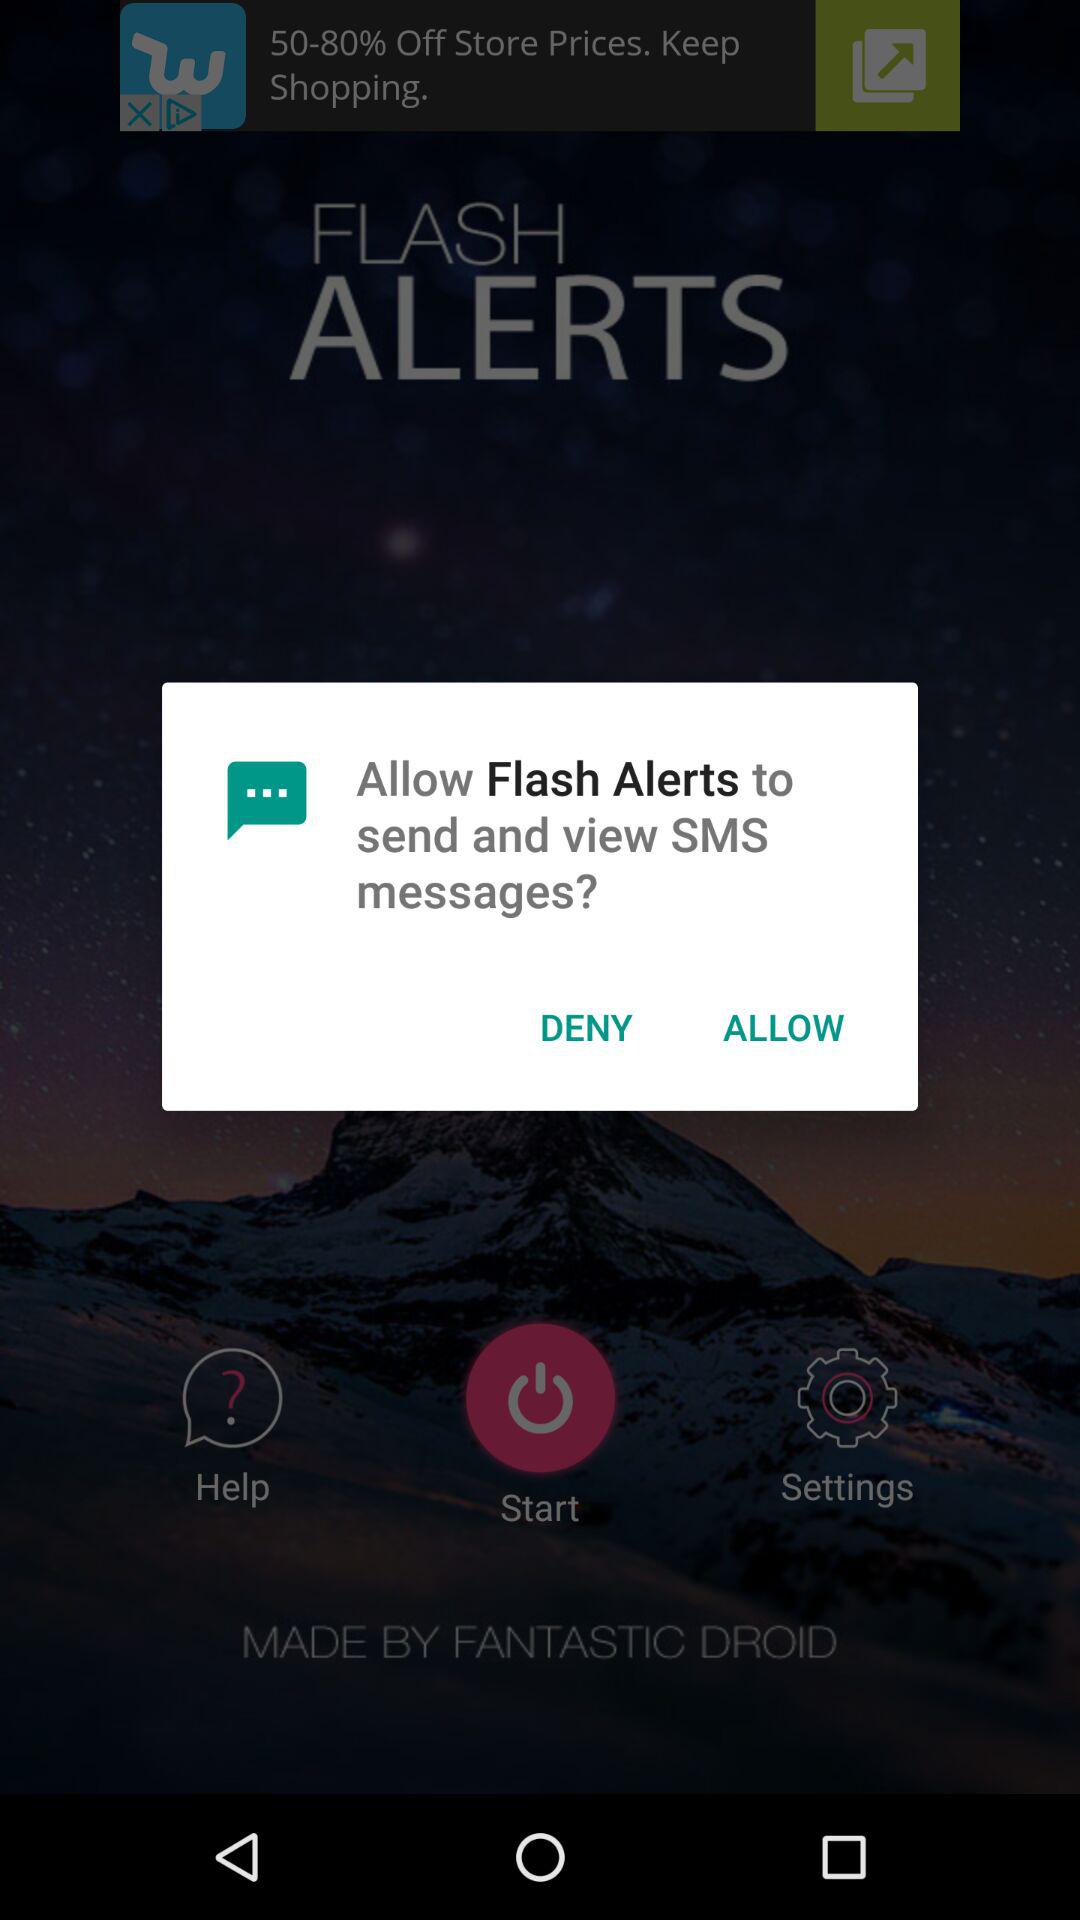 50-80% Off Store Prices. Keep
Shopping.
FLASH
ALERTS
Allow Flash Alerts to
send and view SMS
messages?
DENY ALLOW
Help
Start
Settings
MADE BY FANTASTIC DROID